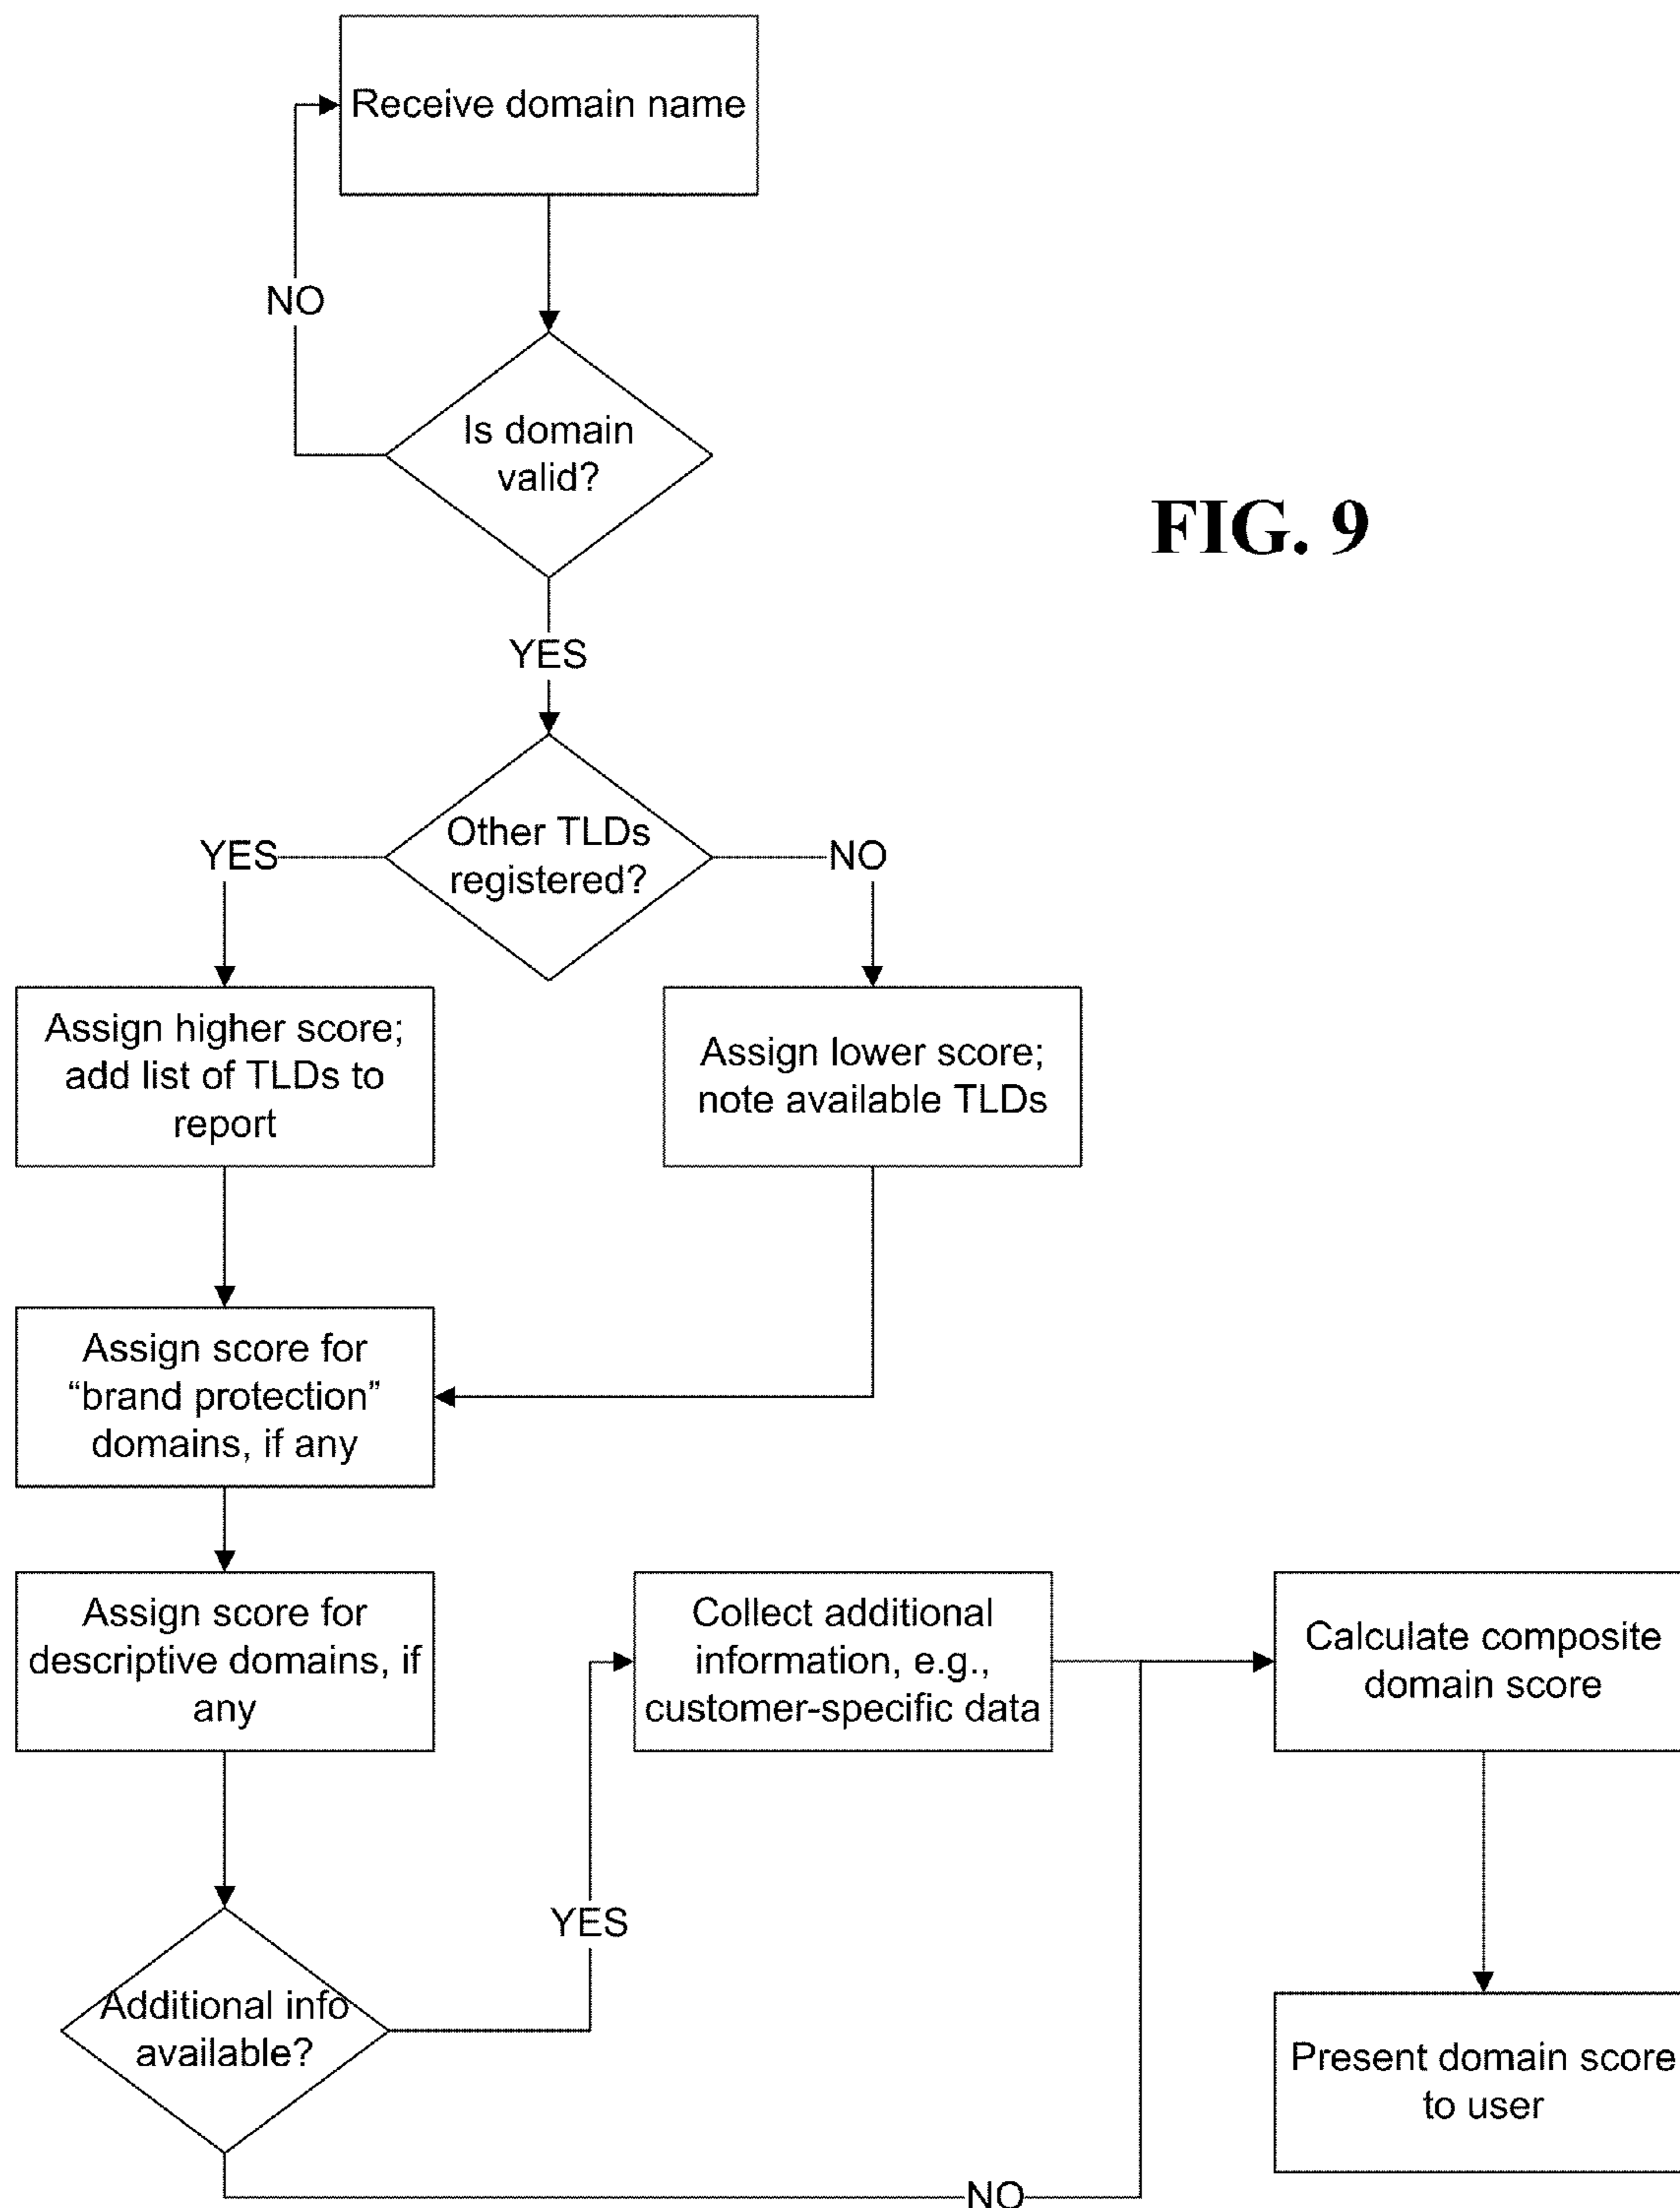 Receive domain name
NO
Is domain
valid?
FIG. 9
YES
Other TLDs
registered?
YES
NO
Assign higher score;
add list of TLDs to
report
Assign lower score;
note available TLDs
Assign score for
“brand protection”
domains, if any
Assign score for
descriptive domains, if
any
Collect additional
information, e.g.,
customer-specific data
Calculate composite
domain score
YES
Additional info
available?
Present domain score
to user
NO